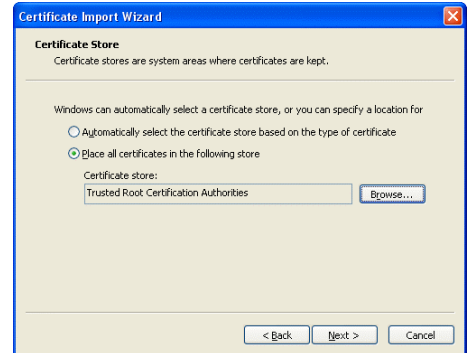 Certificate Import Wizard
Certificate Store
Certificate stores are system areas where certificates are kept.
Windows can automatically select a certificate store, or you can specify a location for
Automatically select the certificate store based on the type of certificate
Place all certificates in the following store
Certificate store:
Trusted Root Certification Authorities
Browse...
< Back
Next >
Cancel